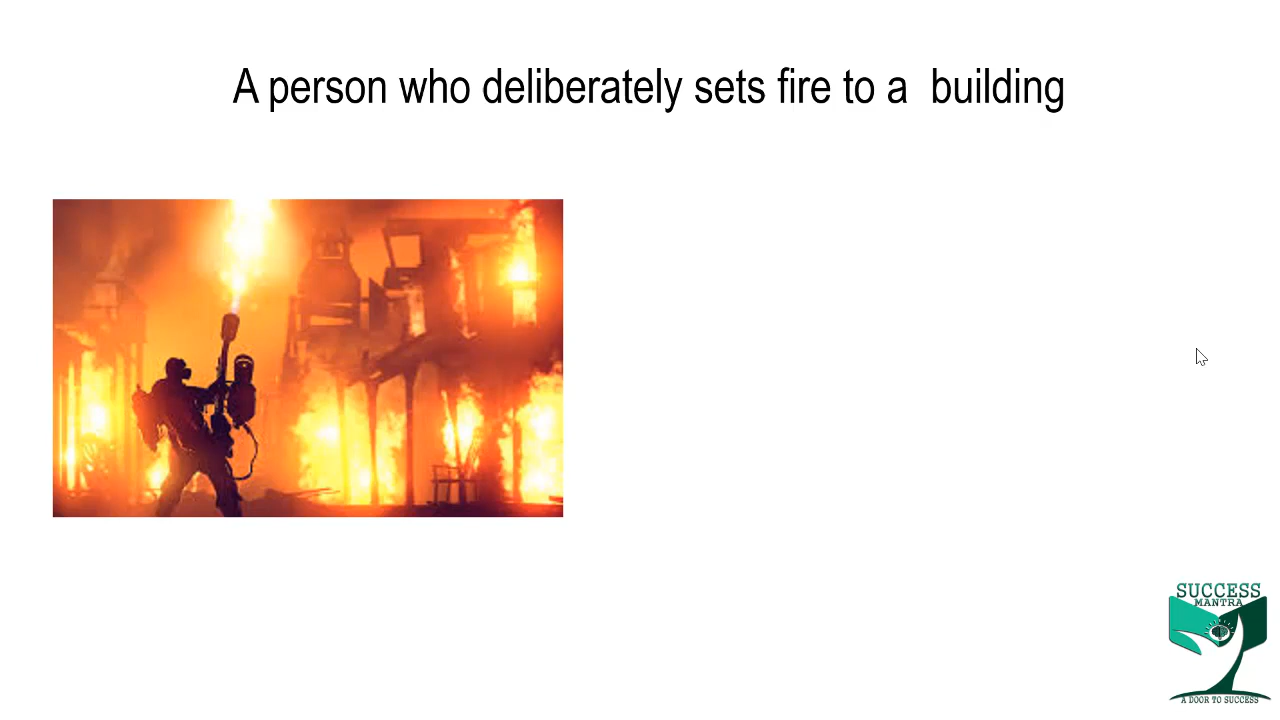 A person who deliberately sets fire to a  building
SUCCESS
MANTRA
A DOOR TO SUCCESS